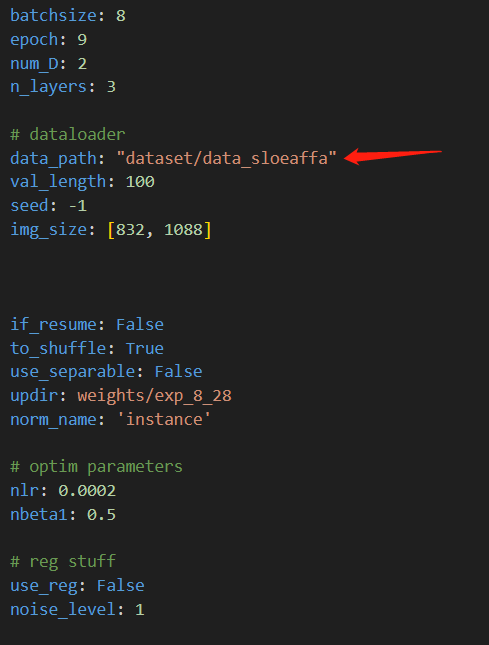 batchsize: 8
epoch: 9
num_D: 2
n_layers: 3
# dataloader
data_path: "dataset/data_sloeaffa"
val_length: 100
seed: -1
img_size: [832, 1088]
if_resume: False
to_shuffle: True
use_separable: False
updir: weights/exp_8_28
norm_name: 'instance'
# optim parameters
nlr: 0.0002
nbeta1: 0.5
# reg stuff
use_reg: False
noise_level: 1